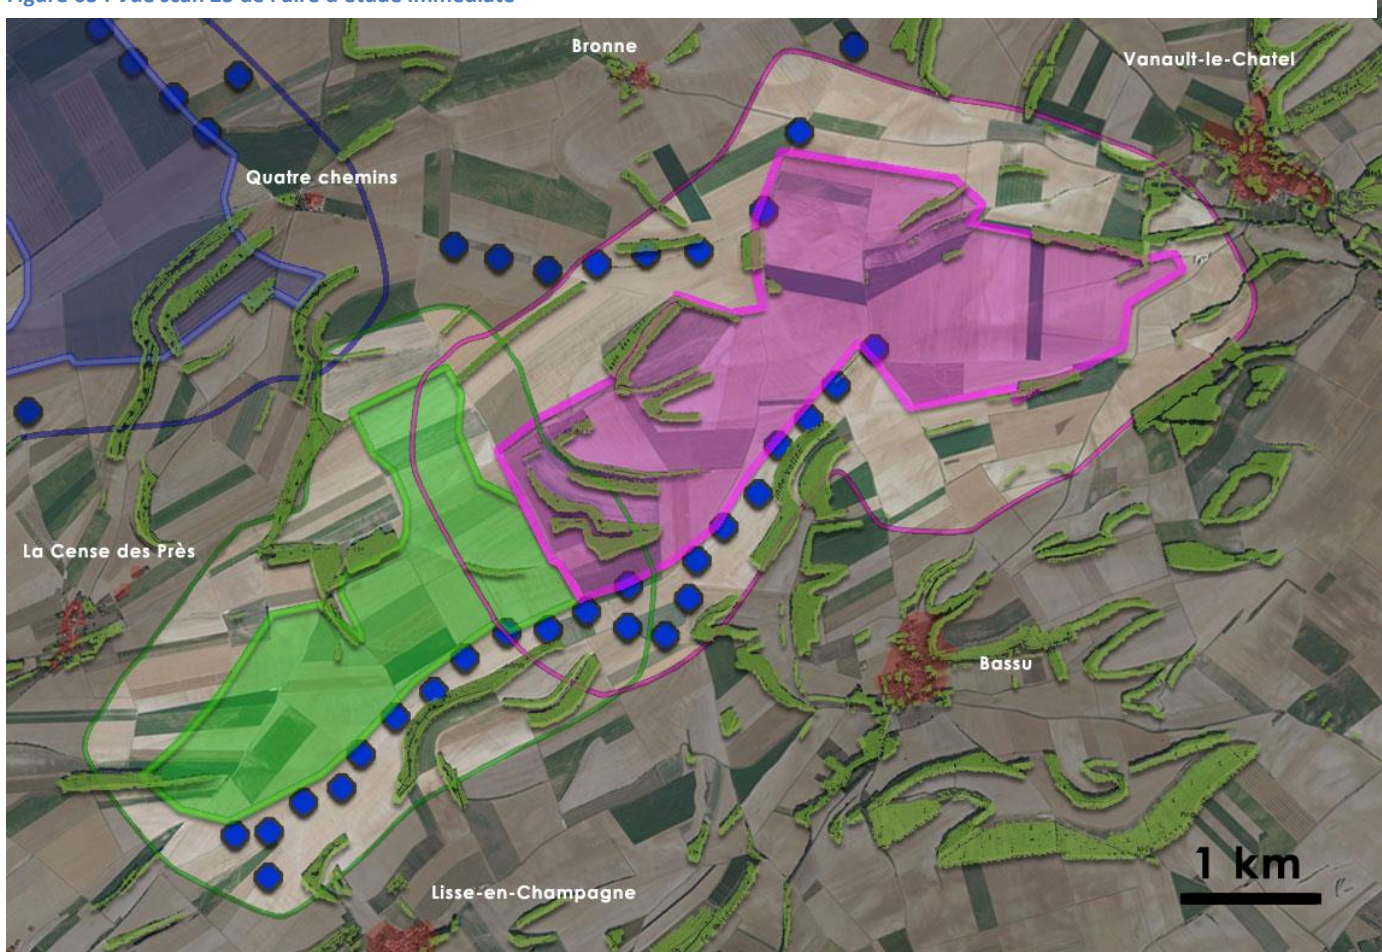 Bronne
Vanault-le-Chatel
Quatre chemins
La Cense des Près
Bassu
1 km
Lisse-en-Champagne